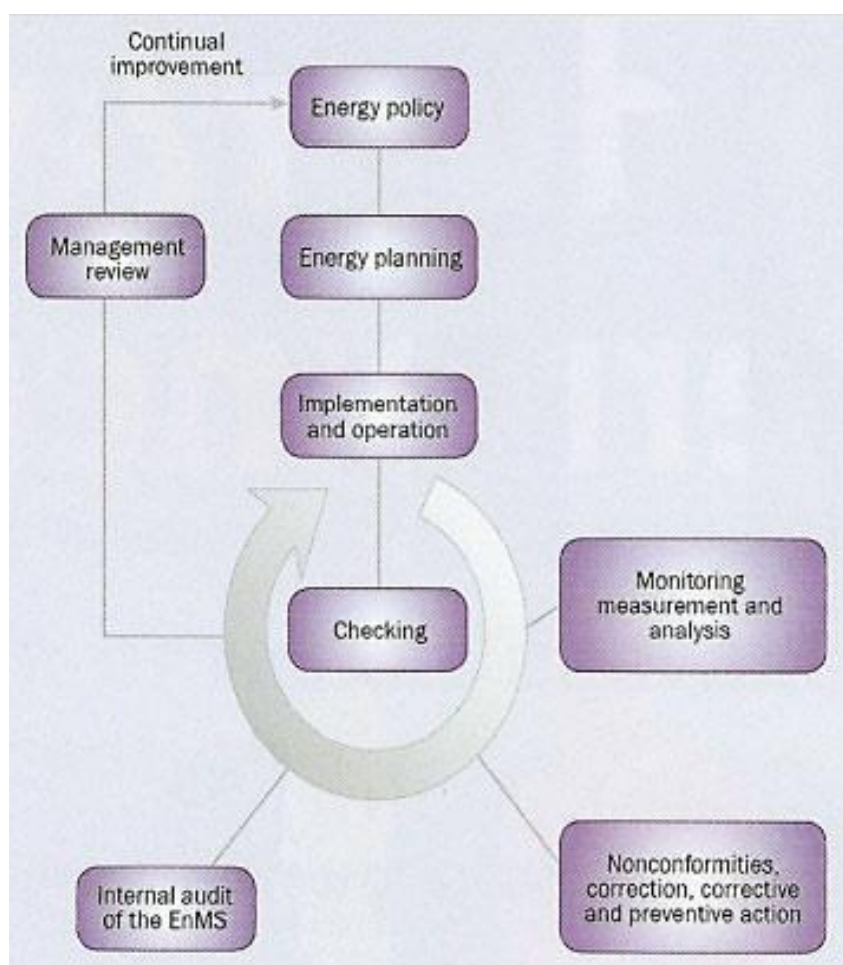 Continual
improvement
Energy policy
Management
review
Energy planning
Implementation
and operation
Checking
Monitoring
measurement and
analysis
Internal audit
of the EnMS
Nonconformities,
correction, corrective
and preventive action